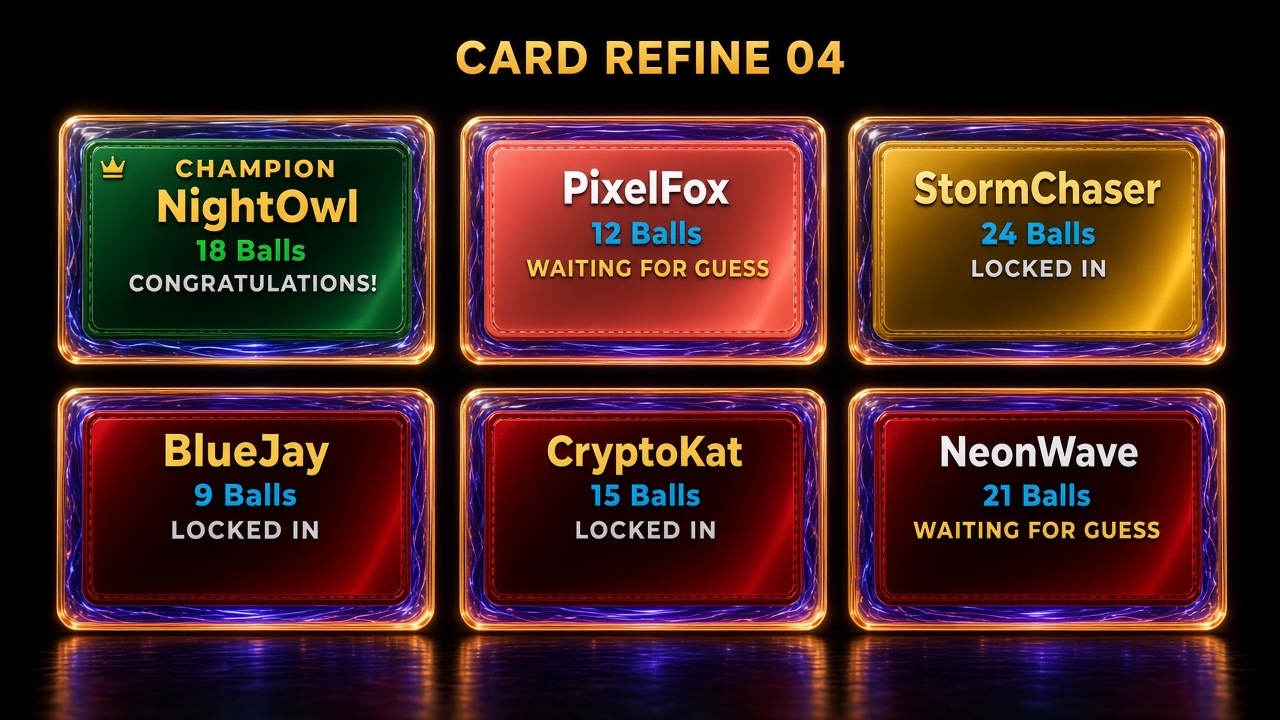 CARD REFINE 04
CHAMPION
NightOwl
18 Balls
CONGRATULATIONS!
PixelFox
12 Balls
WAITING FOR GUESS
StormChaser
24 Balls
LOCKED IN
BlueJay
9 Balls
LOCKED IN
CryptoKat
15 Balls
LOCKED IN
NeonWave
21 Balls
WAITING FOR GUESS